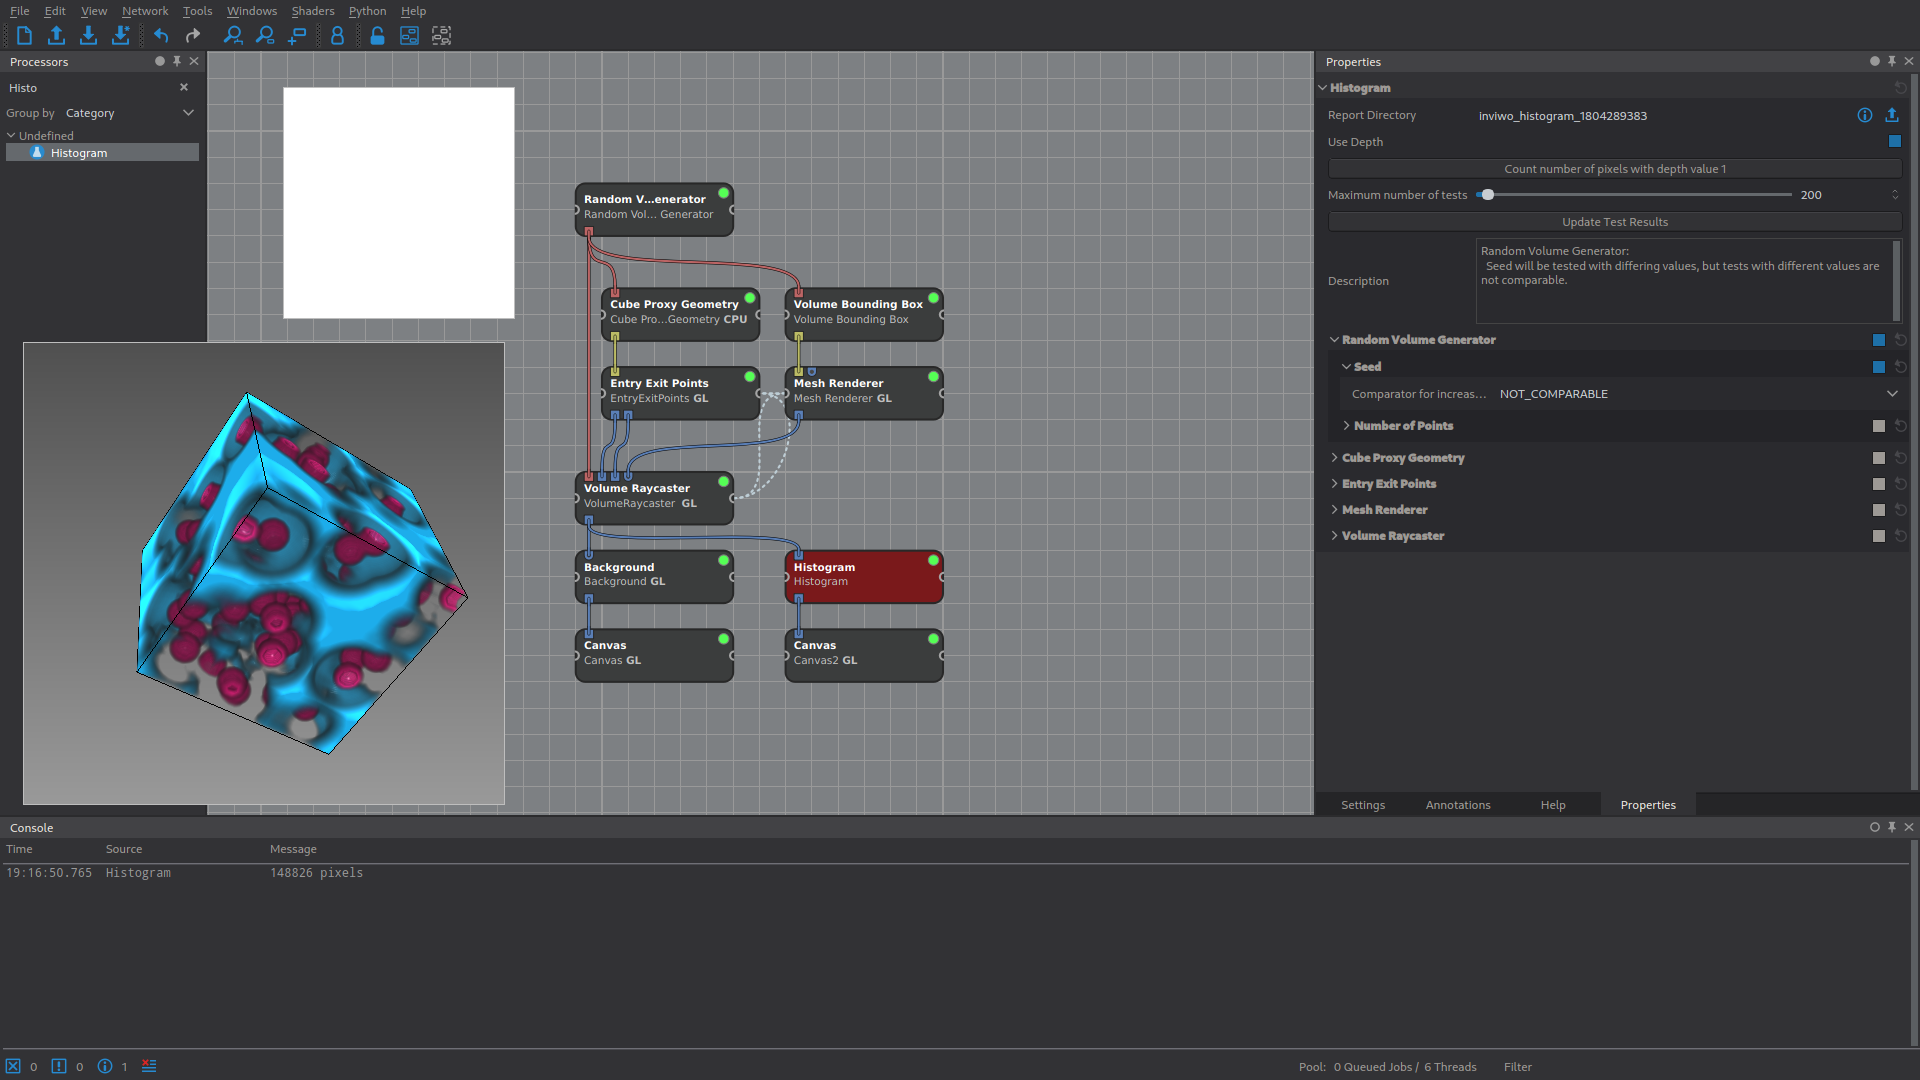 File Edit View Network Tools Windows Shaders Python Help
Processors
Histo
Group by Category
Undefined
Histogram
Random V...enerator
Random Vol... Generator
Cube Proxy Geometry
Cube Pro...Geometry CPU
Volume Bounding Box
Volume Bounding Box
Entry Exit Points
EntryExitPoints GL
Mesh Renderer
Mesh Renderer GL
Volume Raycaster
VolumeRaycaster GL
Background
Background GL
Histogram
Histogram
Canvas
Canvas GL
Canvas
Canvas2 GL
Properties
Histogram
Report Directory inviwo_histogram_1804289383
Use Depth
Count number of pixels with depth value 1
Maximum number of tests 200
Update Test Results
Description
Random Volume Generator:
Seed will be tested with differing values, but tests with different values are
not comparable.
Random Volume Generator
Seed
Comparator for increas... NOT_COMPARABLE
Number of Points
Cube Proxy Geometry
Entry Exit Points
Mesh Renderer
Volume Raycaster
Settings Annotations Help Properties
Console
Time Source Message
19:16:50.765 Histogram 148826 pixels
0 0 1
Pool: 0 Queued Jobs / 6 Threads Filter